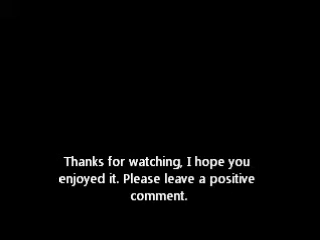 Thanks for watching, I hope you
enjoyed it. Please leave a positive
comment.